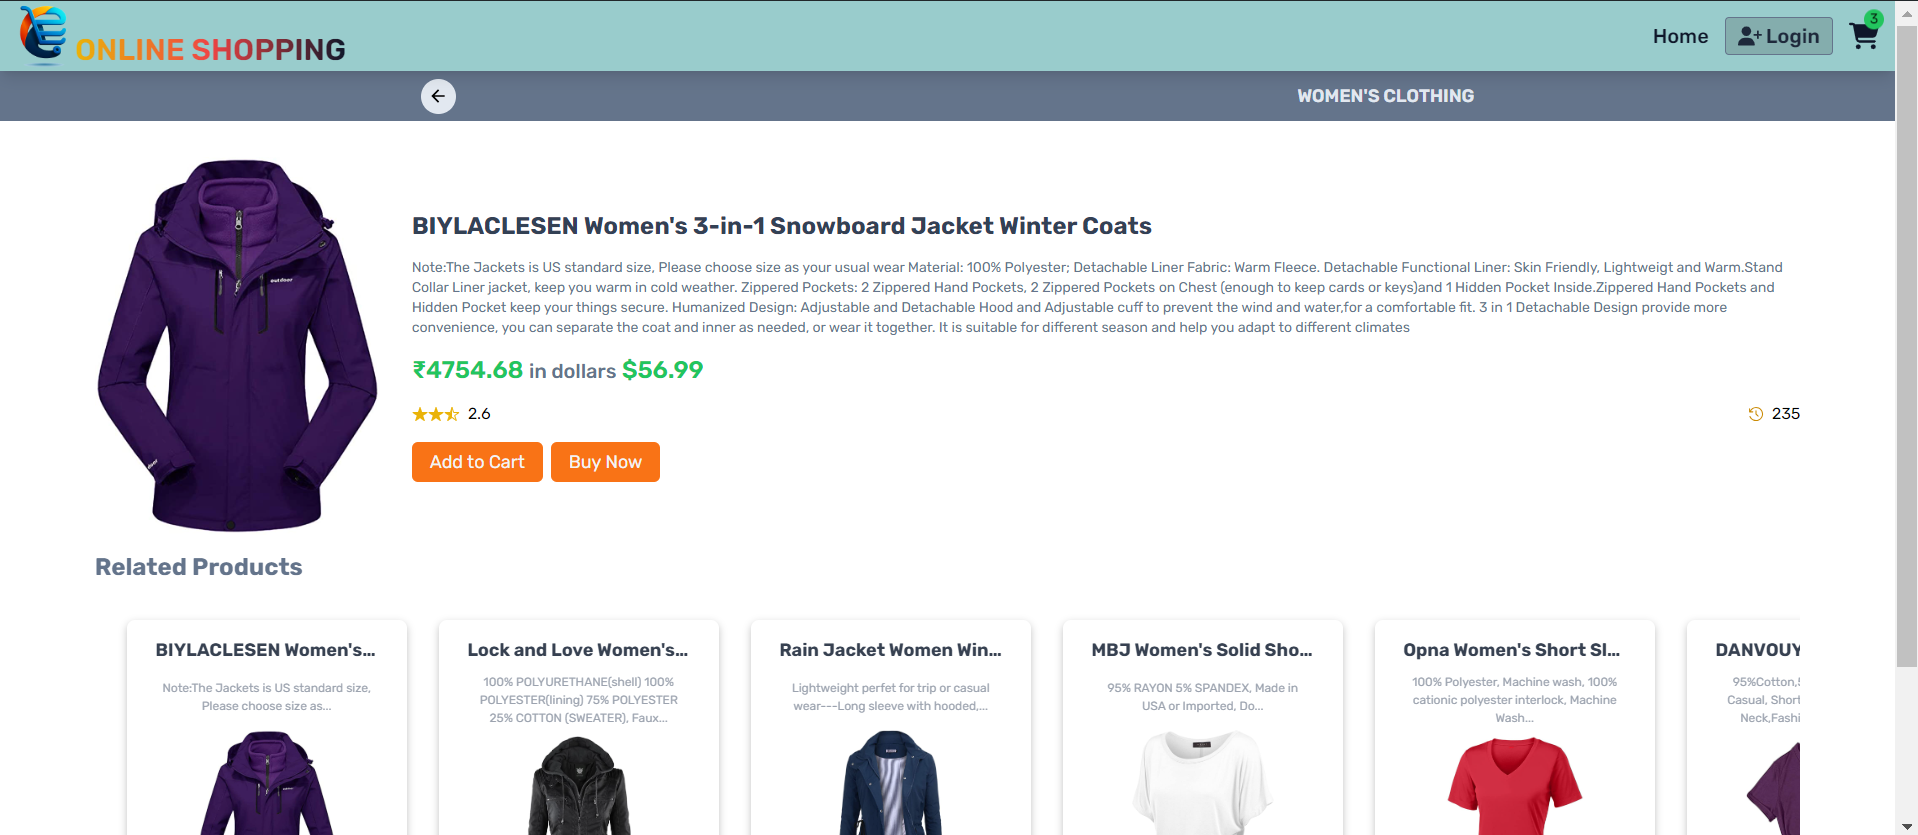 ONLINE SHOPPING
Home
Login
3
WOMEN'S CLOTHING
outdoor
BIYLACLESEN Women's 3-in-1 Snowboard Jacket Winter Coats
Note:The Jackets is US standard size, Please choose size as your usual wear Material: 100% Polyester; Detachable Liner Fabric: Warm Fleece. Detachable Functional Liner: Skin Friendly, Lightweigt and Warm.Stand
Collar Liner jacket, keep you warm in cold weather. Zippered Pockets: 2 Zippered Hand Pockets, 2 Zippered Pockets on Chest (enough to keep cards or keys)and 1 Hidden Pocket Inside.Zippered Hand Pockets and
Hidden Pocket keep your things secure. Humanized Design: Adjustable and Detachable Hood and Adjustable cuff to prevent the wind and water,for a comfortable fit. 3 in 1 Detachable Design provide more
convenience, you can separate the coat and inner as needed, or wear it together. It is suitable for different season and help you adapt to different climates
₹4754.68 in dollars $56.99
2.6
235
Add to Cart
Buy Now
Related Products
BIYLACLESEN Women's...
Note:The Jackets is US standard size,
Please choose size as...
Lock and Love Women's...
100% POLYURETHANE(shell) 100%
POLYESTER(lining) 75% POLYESTER
25% COTTON (SWEATER), Faux...
Rain Jacket Women Win...
Lightweight perfet for trip or casual
wear---Long sleeve with hooded,...
MBJ Women's Solid Sho...
95% RAYON 5% SPANDEX, Made in
USA or Imported, Do...
Opna Women's Short Sl...
100% Polyester, Machine wash, 100%
cationic polyester interlock, Machine
Wash...
DANVOUY
95%Cotton,5
Casual, Short
Neck,Fashi